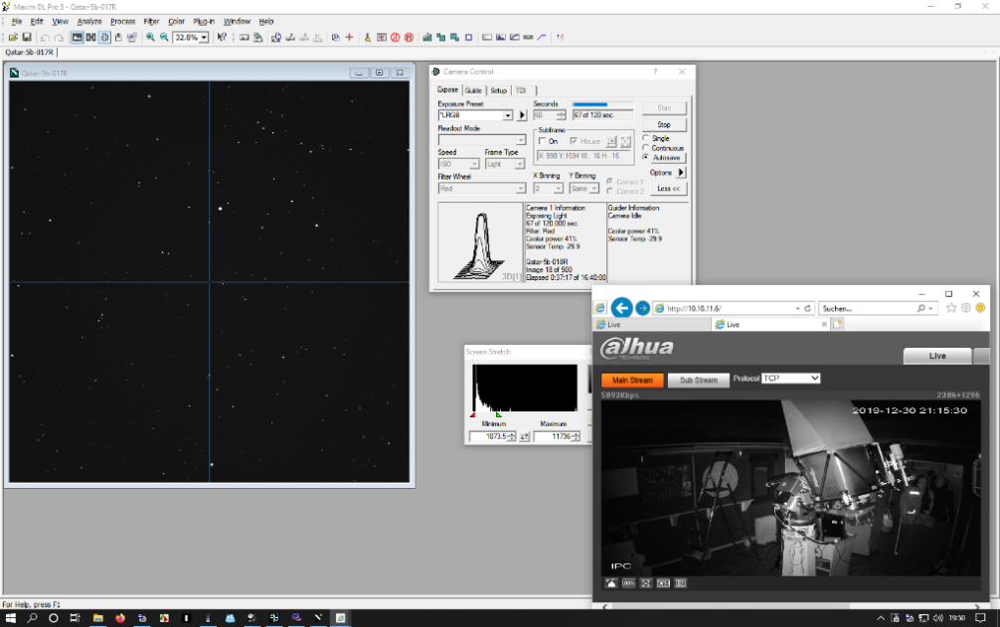 MaxIm DL Pro 5 - Qatar-5b-017R
File Edit View Analyze Process Filter Color Plug-in Window Help
32.8%
Qatar-5b-017R
Qatar-5b-017R
Camera Control
Expose Guide Setup TDI
Exposure Preset
*LRGB
Readout Mode
Speed Frame Type
ISO Light
Filter Wheel
Red
Seconds
60 67 of 120 sec.
Subframe
On Mouse
X: 998 Y:1034 W: 16 H: 16
X Binning Y Binning
2 Same
Camera 1
Camera 2
Start
Stop
Single
Continuous
Autosave
Options
Less <<
3D[1]
Camera 1 Information
Exposing Light
67 of 120.000 sec
Filter: Red
Cooler power 41%
Sensor Temp -29.9
Qatar-5b-018R
Image 18 of 500
Elapsed 0:37:17 of 16:40:00
Guider Information
Camera Idle
Cooler power 41%
Sensor Temp -29.9
Screen Stretch
Minimum Maximum
1073.5 11736
http://10.10.11.6/
Suchen...
Live
Live
alhua
TECHNOLOGY
Live
Main Stream Sub Stream Protocol TCP
5893Kbps 2304*1296
2019-12-30 21:15:30
IPC
100%
For Help, press F1
19:50